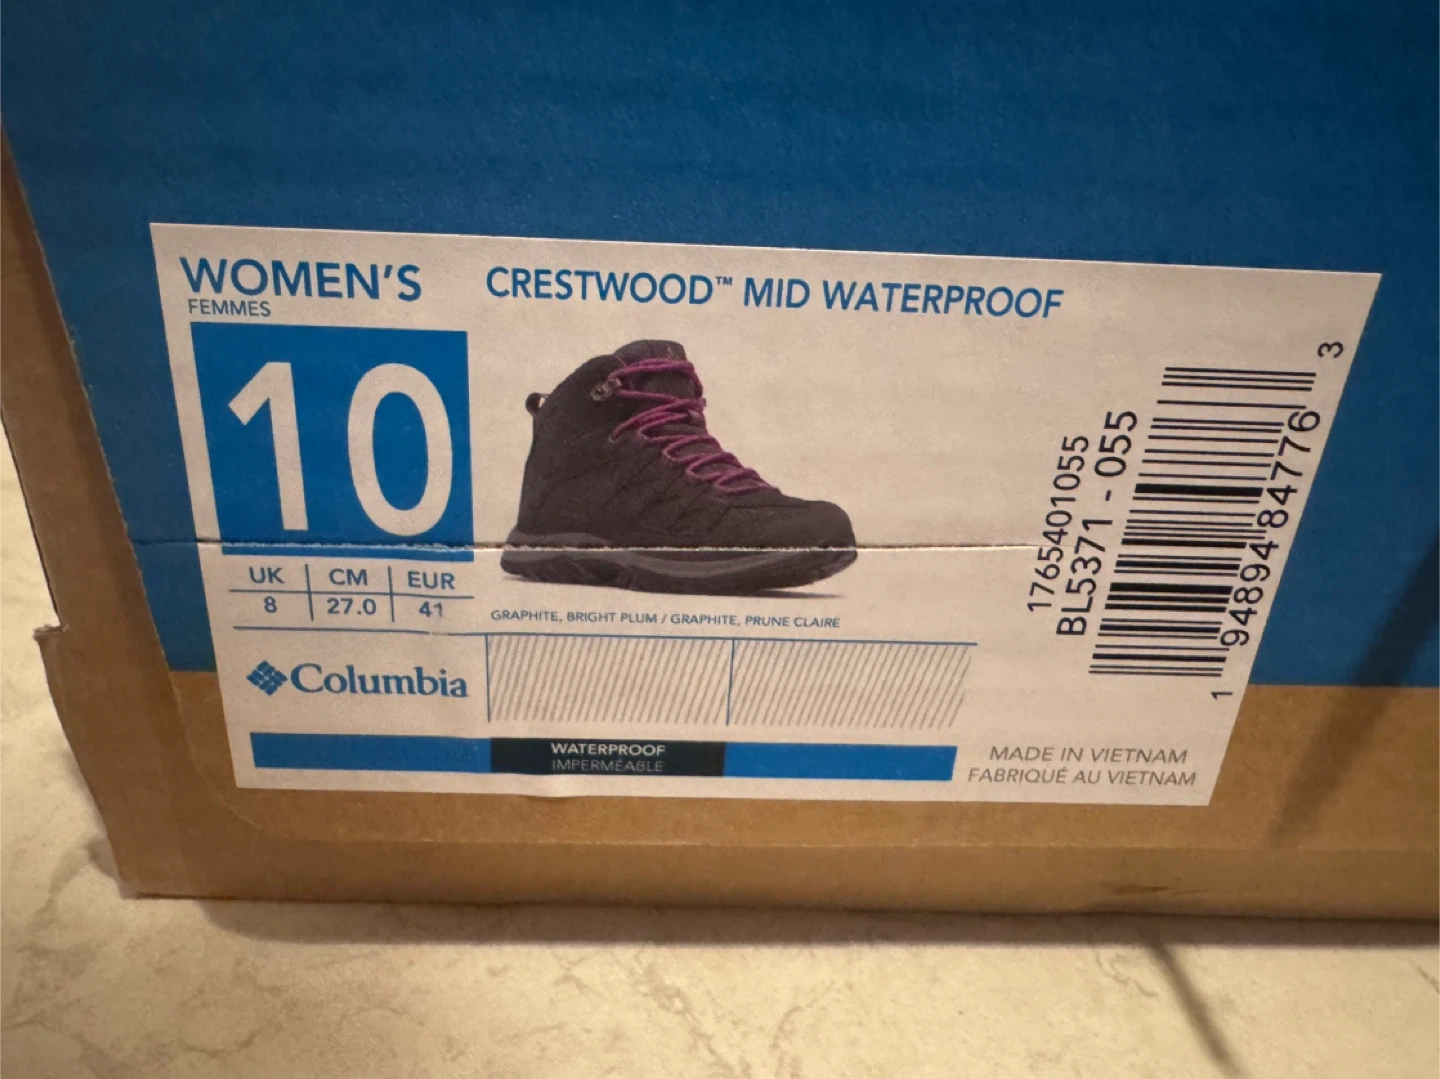 WOMEN'S
FEMMES
CRESTWOOD™ MID WATERPROOF
10
UK CM EUR
8 27.0 41
GRAPHITE, BRIGHT PLUM / GRAPHITE, PRUNE CLAIRE
Columbia
WATERPROOF
IMPERMÉABLE
1765401055
BL5371 - 055
1 94894 84776 3
MADE IN VIETNAM
FABRIQUÉ AU VIETNAM